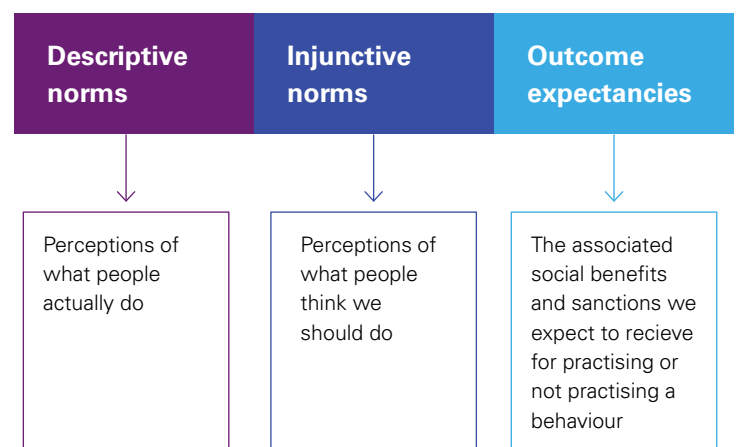 Descriptive
norms
Injunctive
norms
Outcome
expectancies
Perceptions of
what people
actually do
Perceptions of
what people
think we
should do
The associated
social benefits
and sanctions we
expect to recieve
for practising or
not practising a
behaviour